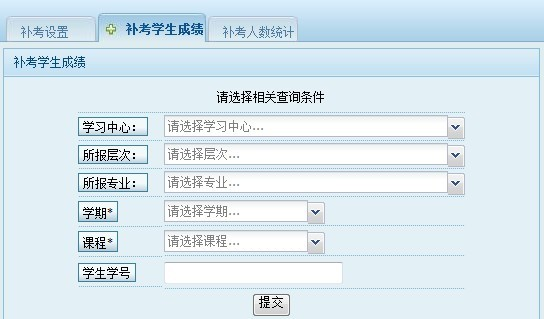 补考设置 补考学生成绩 补考人数统计
补考学生成绩
请选择相关查询条件
学习中心： 请选择学习中心...
所报层次： 请选择层次...
所报专业： 请选择专业...
学期* 请选择学期...
课程* 请选择课程...
学生学号
提交